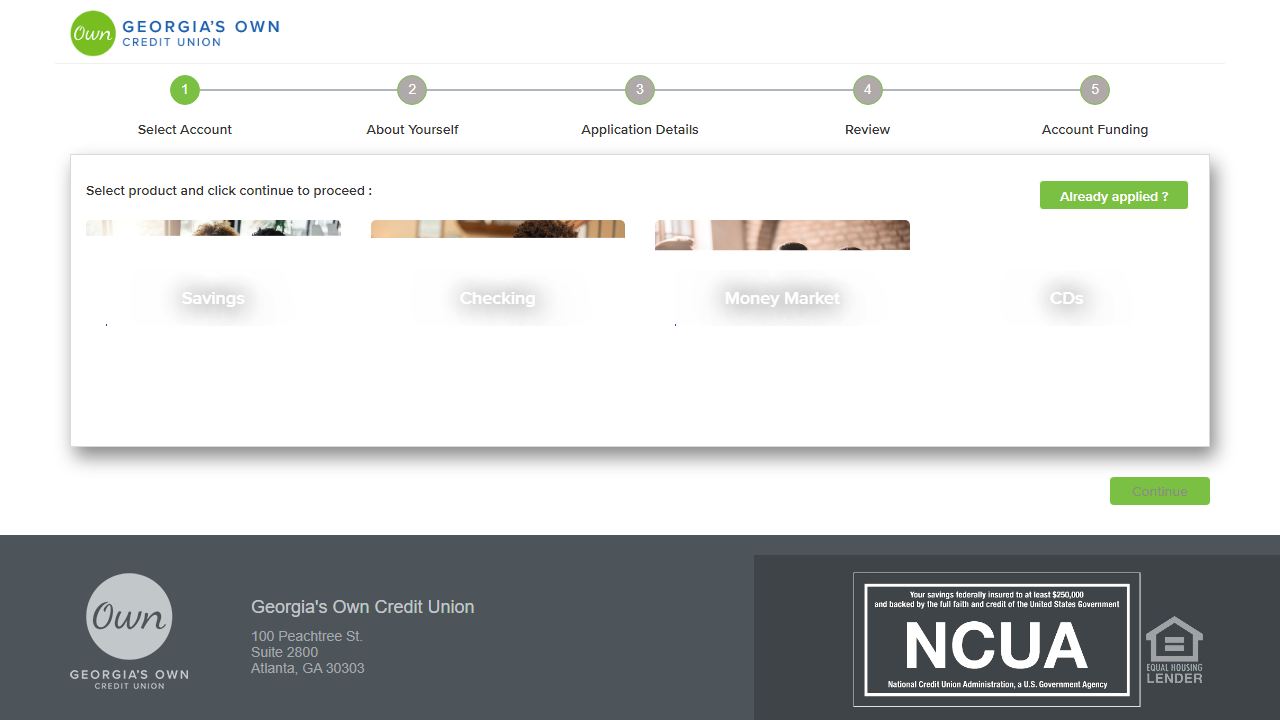 Own
GEORGIA'S OWN
CREDIT UNION
1
2
3
4
5
Select Account
About Yourself
Application Details
Review
Account Funding
Select product and click continue to proceed :
Already applied ?
Savings
Checking
Money Market
CDs
Continue
Own
GEORGIA'S OWN
CREDIT UNION
Georgia's Own Credit Union
100 Peachtree St.
Suite 2800
Atlanta, GA 30303
Your savings federally insured to at least $250,000
and backed by the full faith and credit of the United States Government
NCUA
National Credit Union Administration, a U.S. Government Agency
EQUAL HOUSING
LENDER